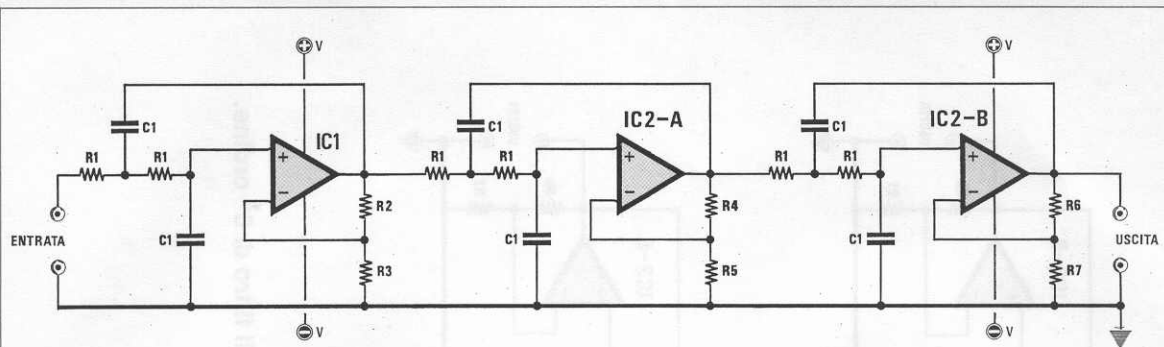 V
V
IC1
IC2-A
IC2-B
C1
C1
C1
R1
R1
R1
R1
R1
R1
R2
R4
R6
ENTRATA
C1
C1
C1
USCITA
R3
R5
R7
V
V